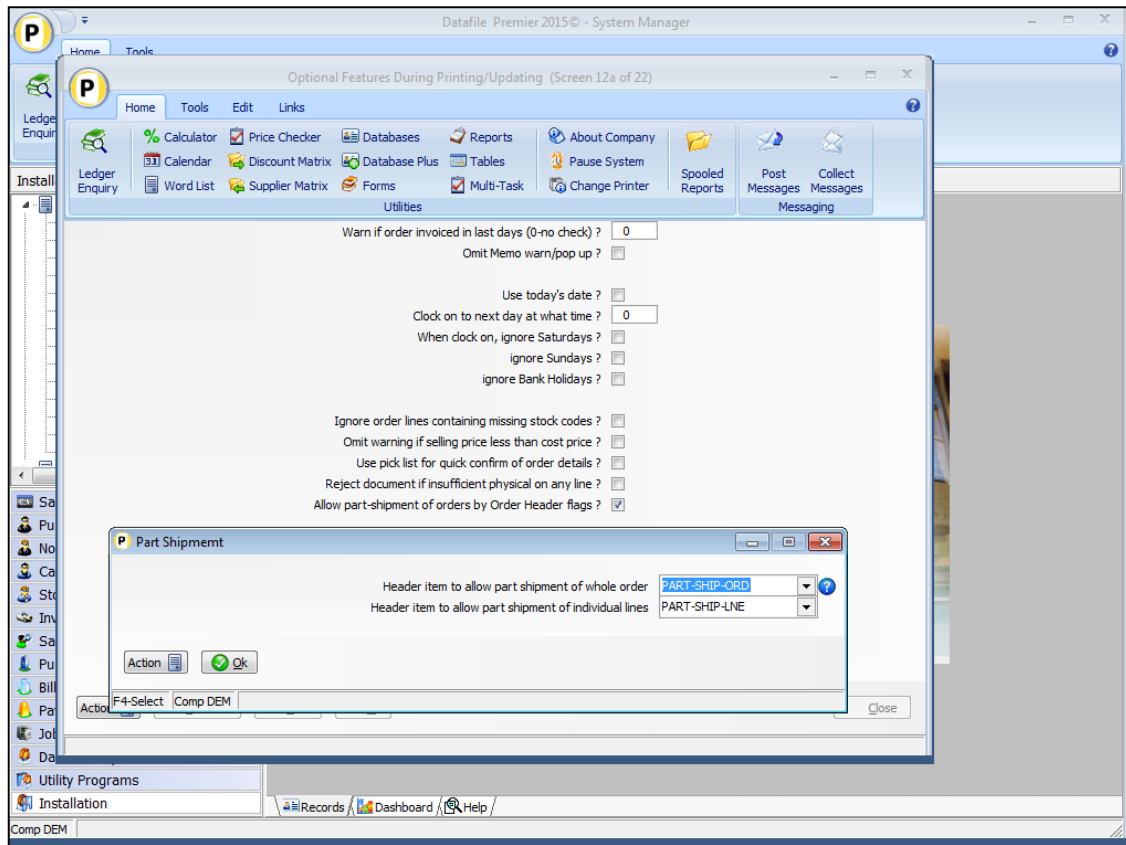 P
Datafile Premier 2015© - System Manager
Home Tools
P
Optional Features During Printing/Updating (Screen 12a of 22)
Home Tools Edit Links
Calculator Price Checker Databases Reports About Company
Calendar Discount Matrix Database Plus Tables Pause System
Word List Supplier Matrix Forms Multi-Task Change Printer
Ledger Enquiry
Spooled Reports
Post Messages
Collect Messages
Utilities
Messaging
Install
Warn if order invoiced in last days (0-no check) ? 0
Omit Memo warn/pop up ?
Use today's date ?
Clock on to next day at what time ? 0
When clock on, ignore Saturdays ?
ignore Sundays ?
ignore Bank Holidays ?
Ignore order lines containing missing stock codes ?
Omit warning if selling price less than cost price ?
Use pick list for quick confirm of order details ?
Reject document if insufficient physical on any line ?
Allow part-shipment of orders by Order Header flags ?
P Part Shipmemt
Header item to allow part shipment of whole order PART-SHIP-ORD
Header item to allow part shipment of individual lines PART-SHIP-LNE
Action Ok
F4-Select Comp DEM
Close
Utility Programs
Installation
Records Dashboard Help
Comp DEM